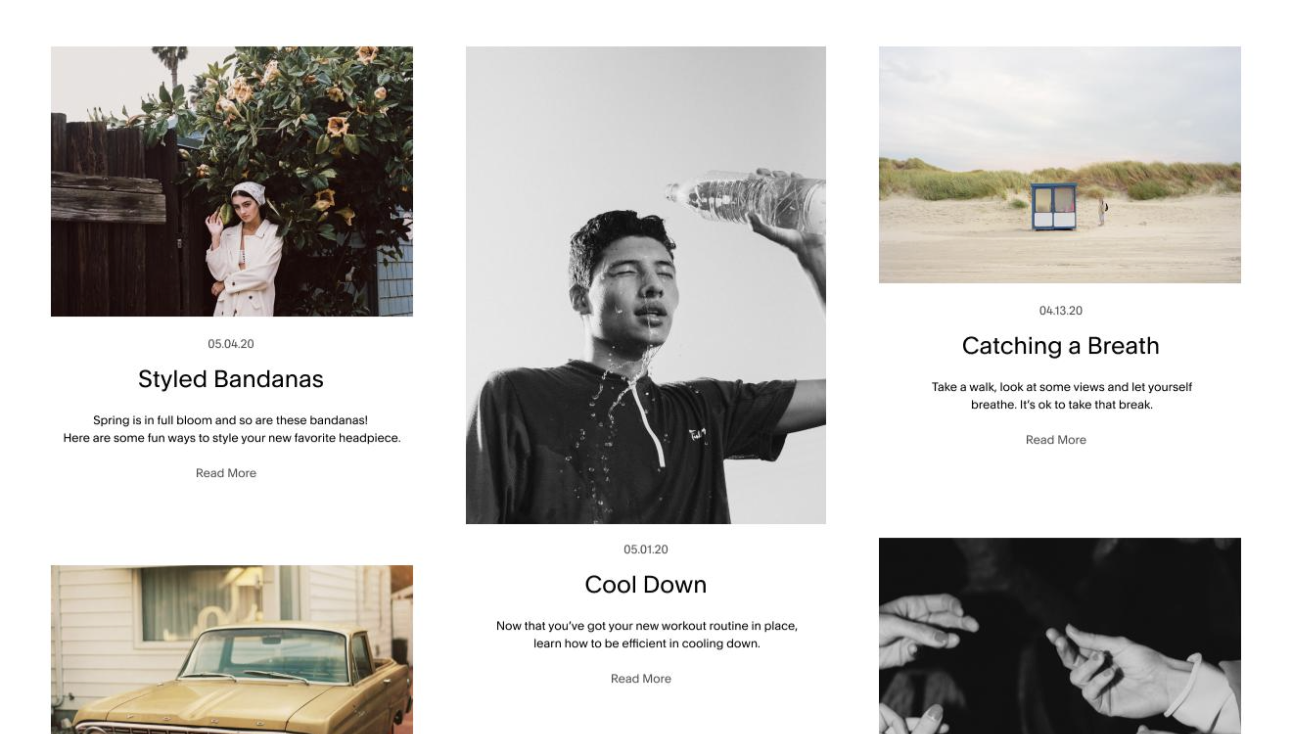 05.04.20
Styled Bandanas
Spring is in full bloom and so are these bandanas!
Here are some fun ways to style your new favorite headpiece.
Read More
05.01.20
Cool Down
Now that you've got your new workout routine in place,
learn how to be efficient in cooling down.
Read More
04.13.20
Catching a Breath
Take a walk, look at some views and let yourself
breathe. It's ok to take that break.
Read More